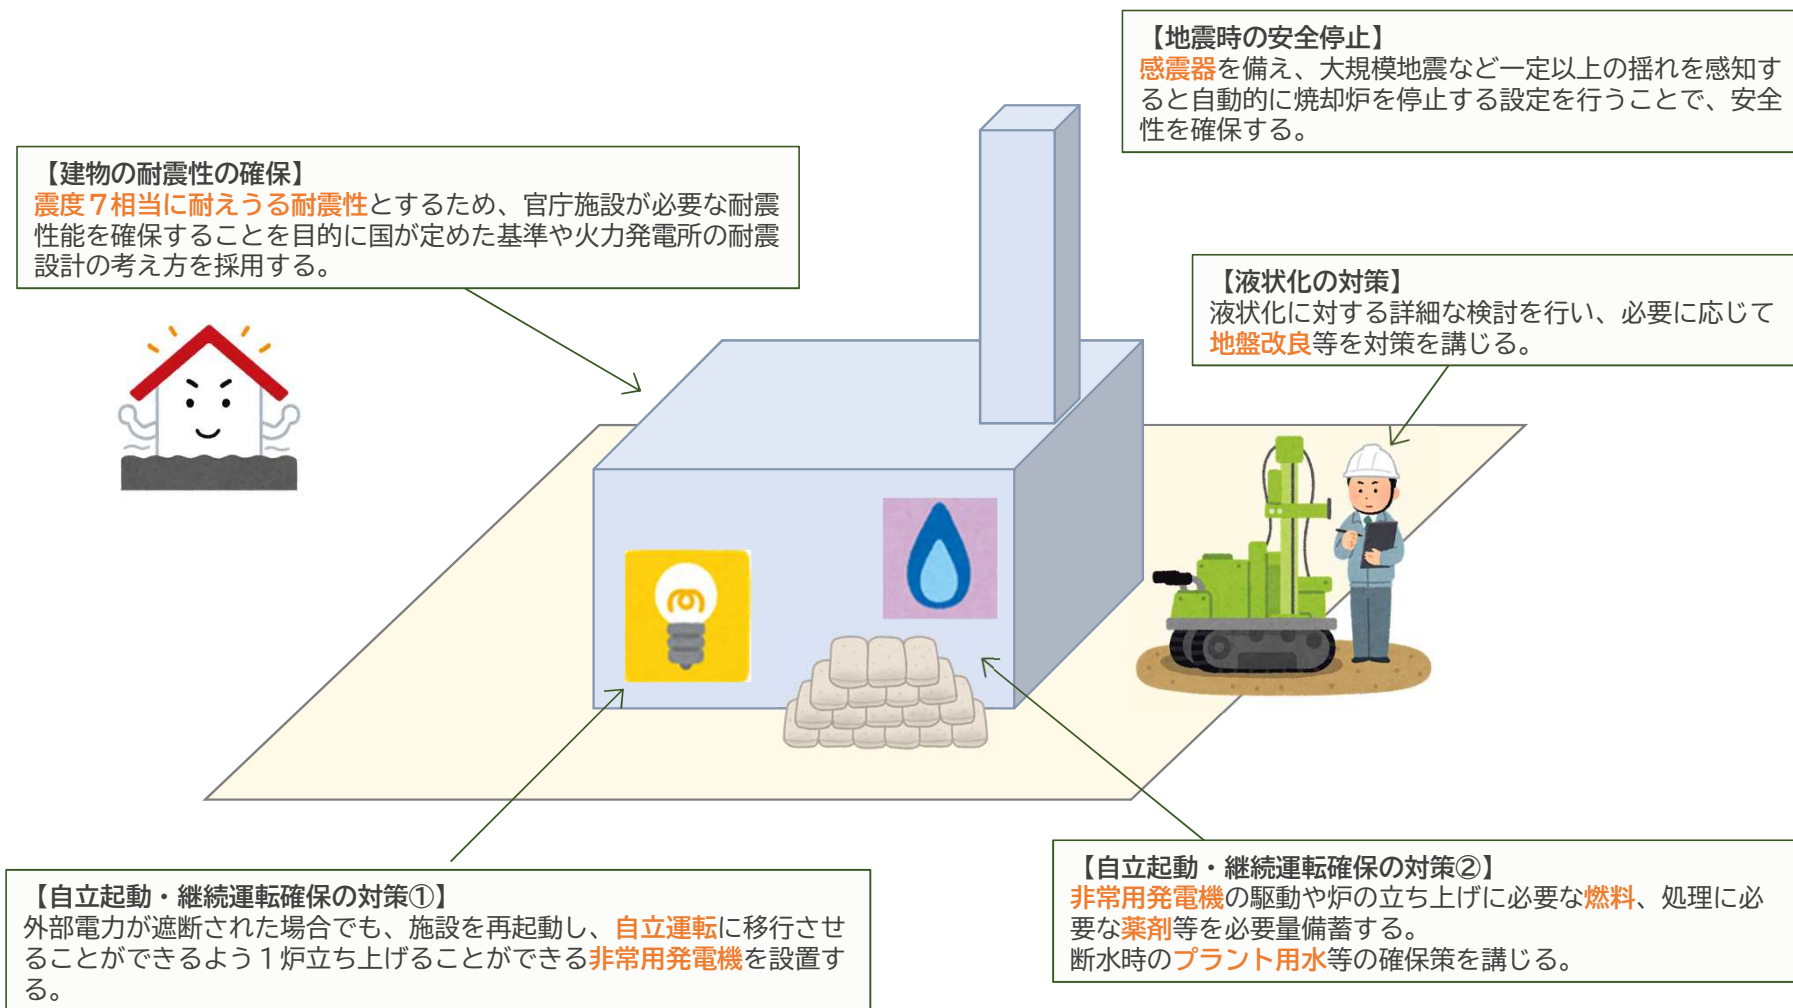 【地震時の安全停止】
感震器を備え、大規模地震など一定以上の揺れを感知す
ると自動的に焼却炉を停止する設定を行うことで、安全
性を確保する。
【建物の耐震性の確保】
震度７相当に耐えうる耐震性とするため、官庁施設が必要な耐震
性能を確保することを目的に国が定めた基準や火力発電所の耐震
設計の考え方を採用する。
【液状化の対策】
液状化に対する詳細な検討を行い、必要に応じて
地盤改良等を対策を講じる。
【自立起動・継続運転確保の対策①】
外部電力が遮断された場合でも、施設を再起動し、自立運転に移行させ
ることができるよう１炉立ち上げることができる非常用発電機を設置す
る。
【自立起動・継続運転確保の対策②】
非常用発電機の駆動や炉の立ち上げに必要な燃料、処理に必
要な薬剤等を必要量備蓄する。
断水時のプラント用水等の確保策を講じる。